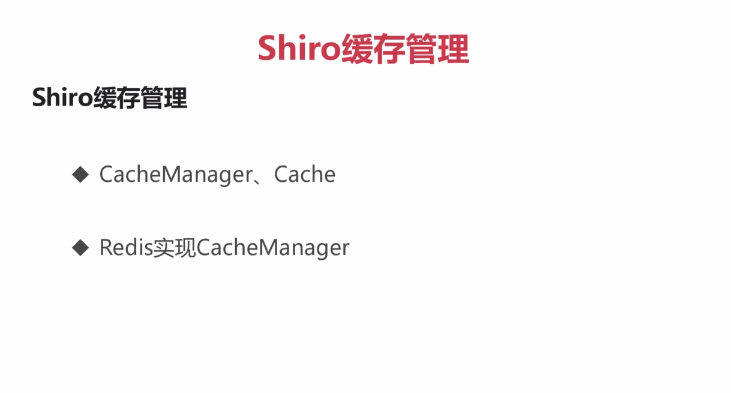 Shiro缓存管理
Shiro缓存管理
◆ CacheManager、Cache
◆ Redis实现CacheManager